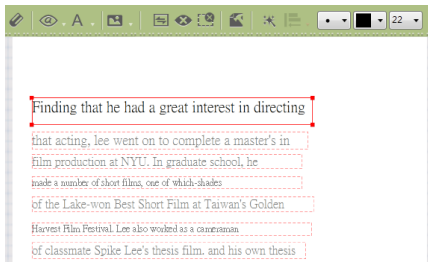 A
22
Finding that he had a great interest in directing
that acting, lee went on to complete a master's in
film production at NYU. In graduate school, he
made a number of short films, one of which-shades
of the Lake-won Best Short Film at Taiwan's Golden
Harvest Film Festival. Lee also worked as a cameraman
of classmate Spike Lee's thesis film. and his own thesis